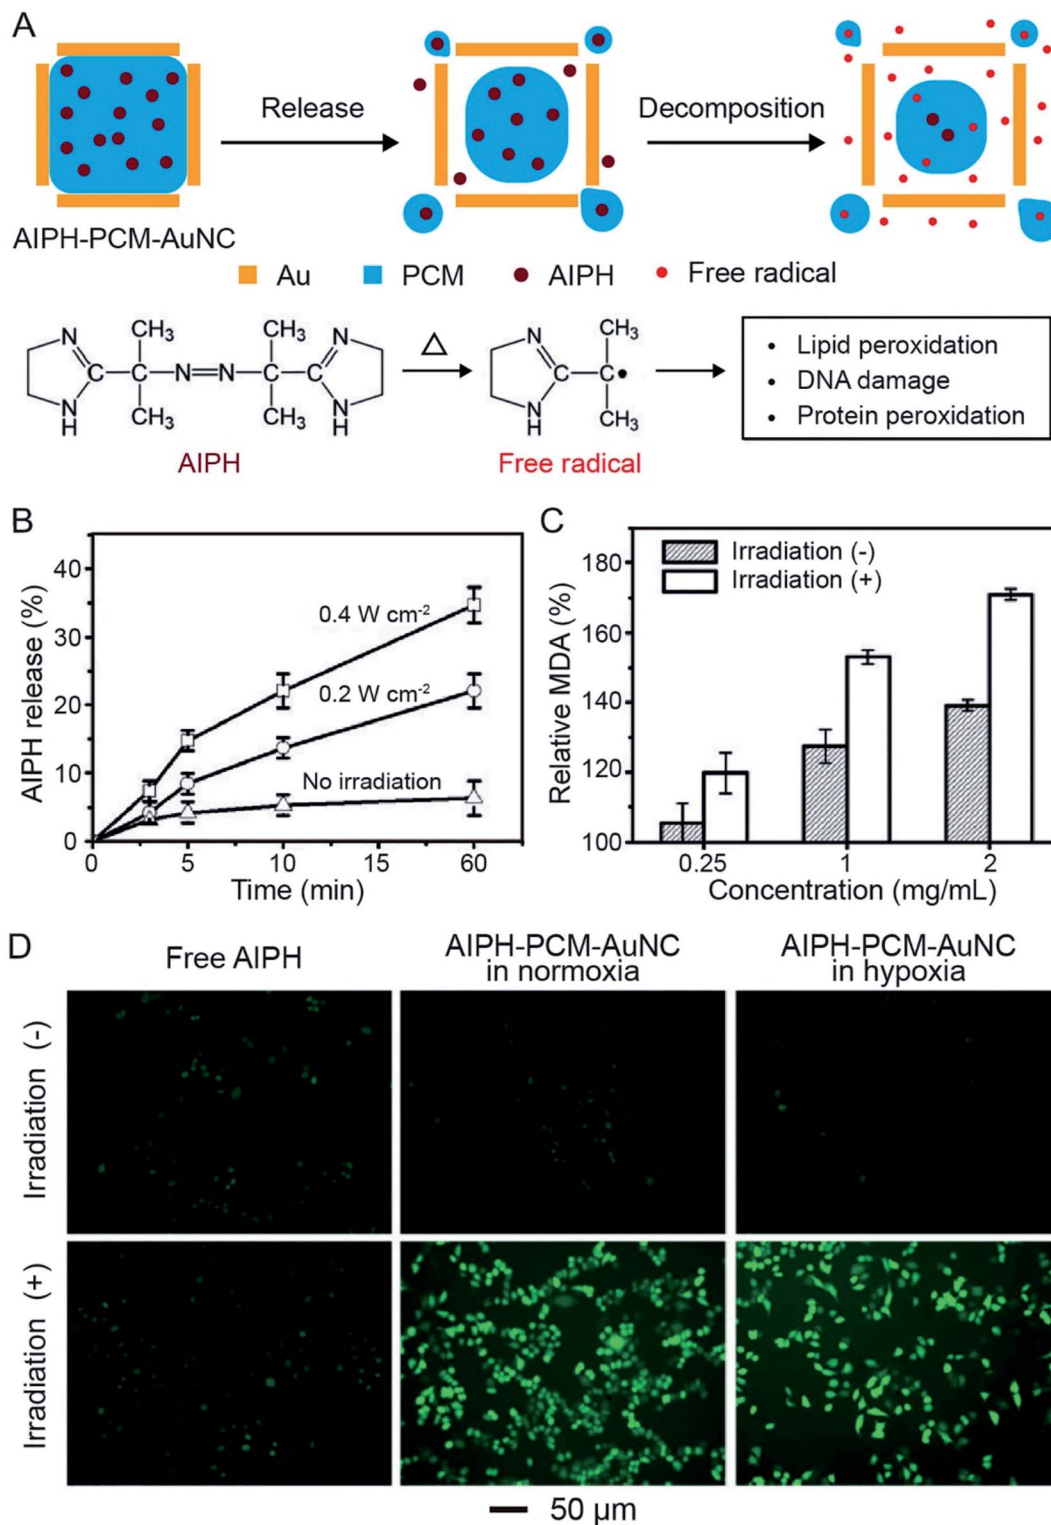 A
Release
Decomposition
AIPH-PCM-AuNC
Au
PCM
AIPH
Free radical
N
CH₃
CH₃
N
C
C
N=N
C
C
N
H
CH₃
CH₃
N
H
△
N
CH₃
C
C•
N
H
CH₃
• Lipid peroxidation
• DNA damage
• Protein peroxidation
AIPH
Free radical
B
AIPH release (%)
40
30
20
10
0
0.4 W cm⁻²
0.2 W cm⁻²
No irradiation
0
5
10
15
60
Time (min)
C
Relative MDA (%)
180
160
140
120
100
Irradiation (-)
Irradiation (+)
0.25
1
2
Concentration (mg/mL)
D
Free AIPH
AIPH-PCM-AuNC
in normoxia
AIPH-PCM-AuNC
in hypoxia
Irradiation (-)
Irradiation (+)
50 μm